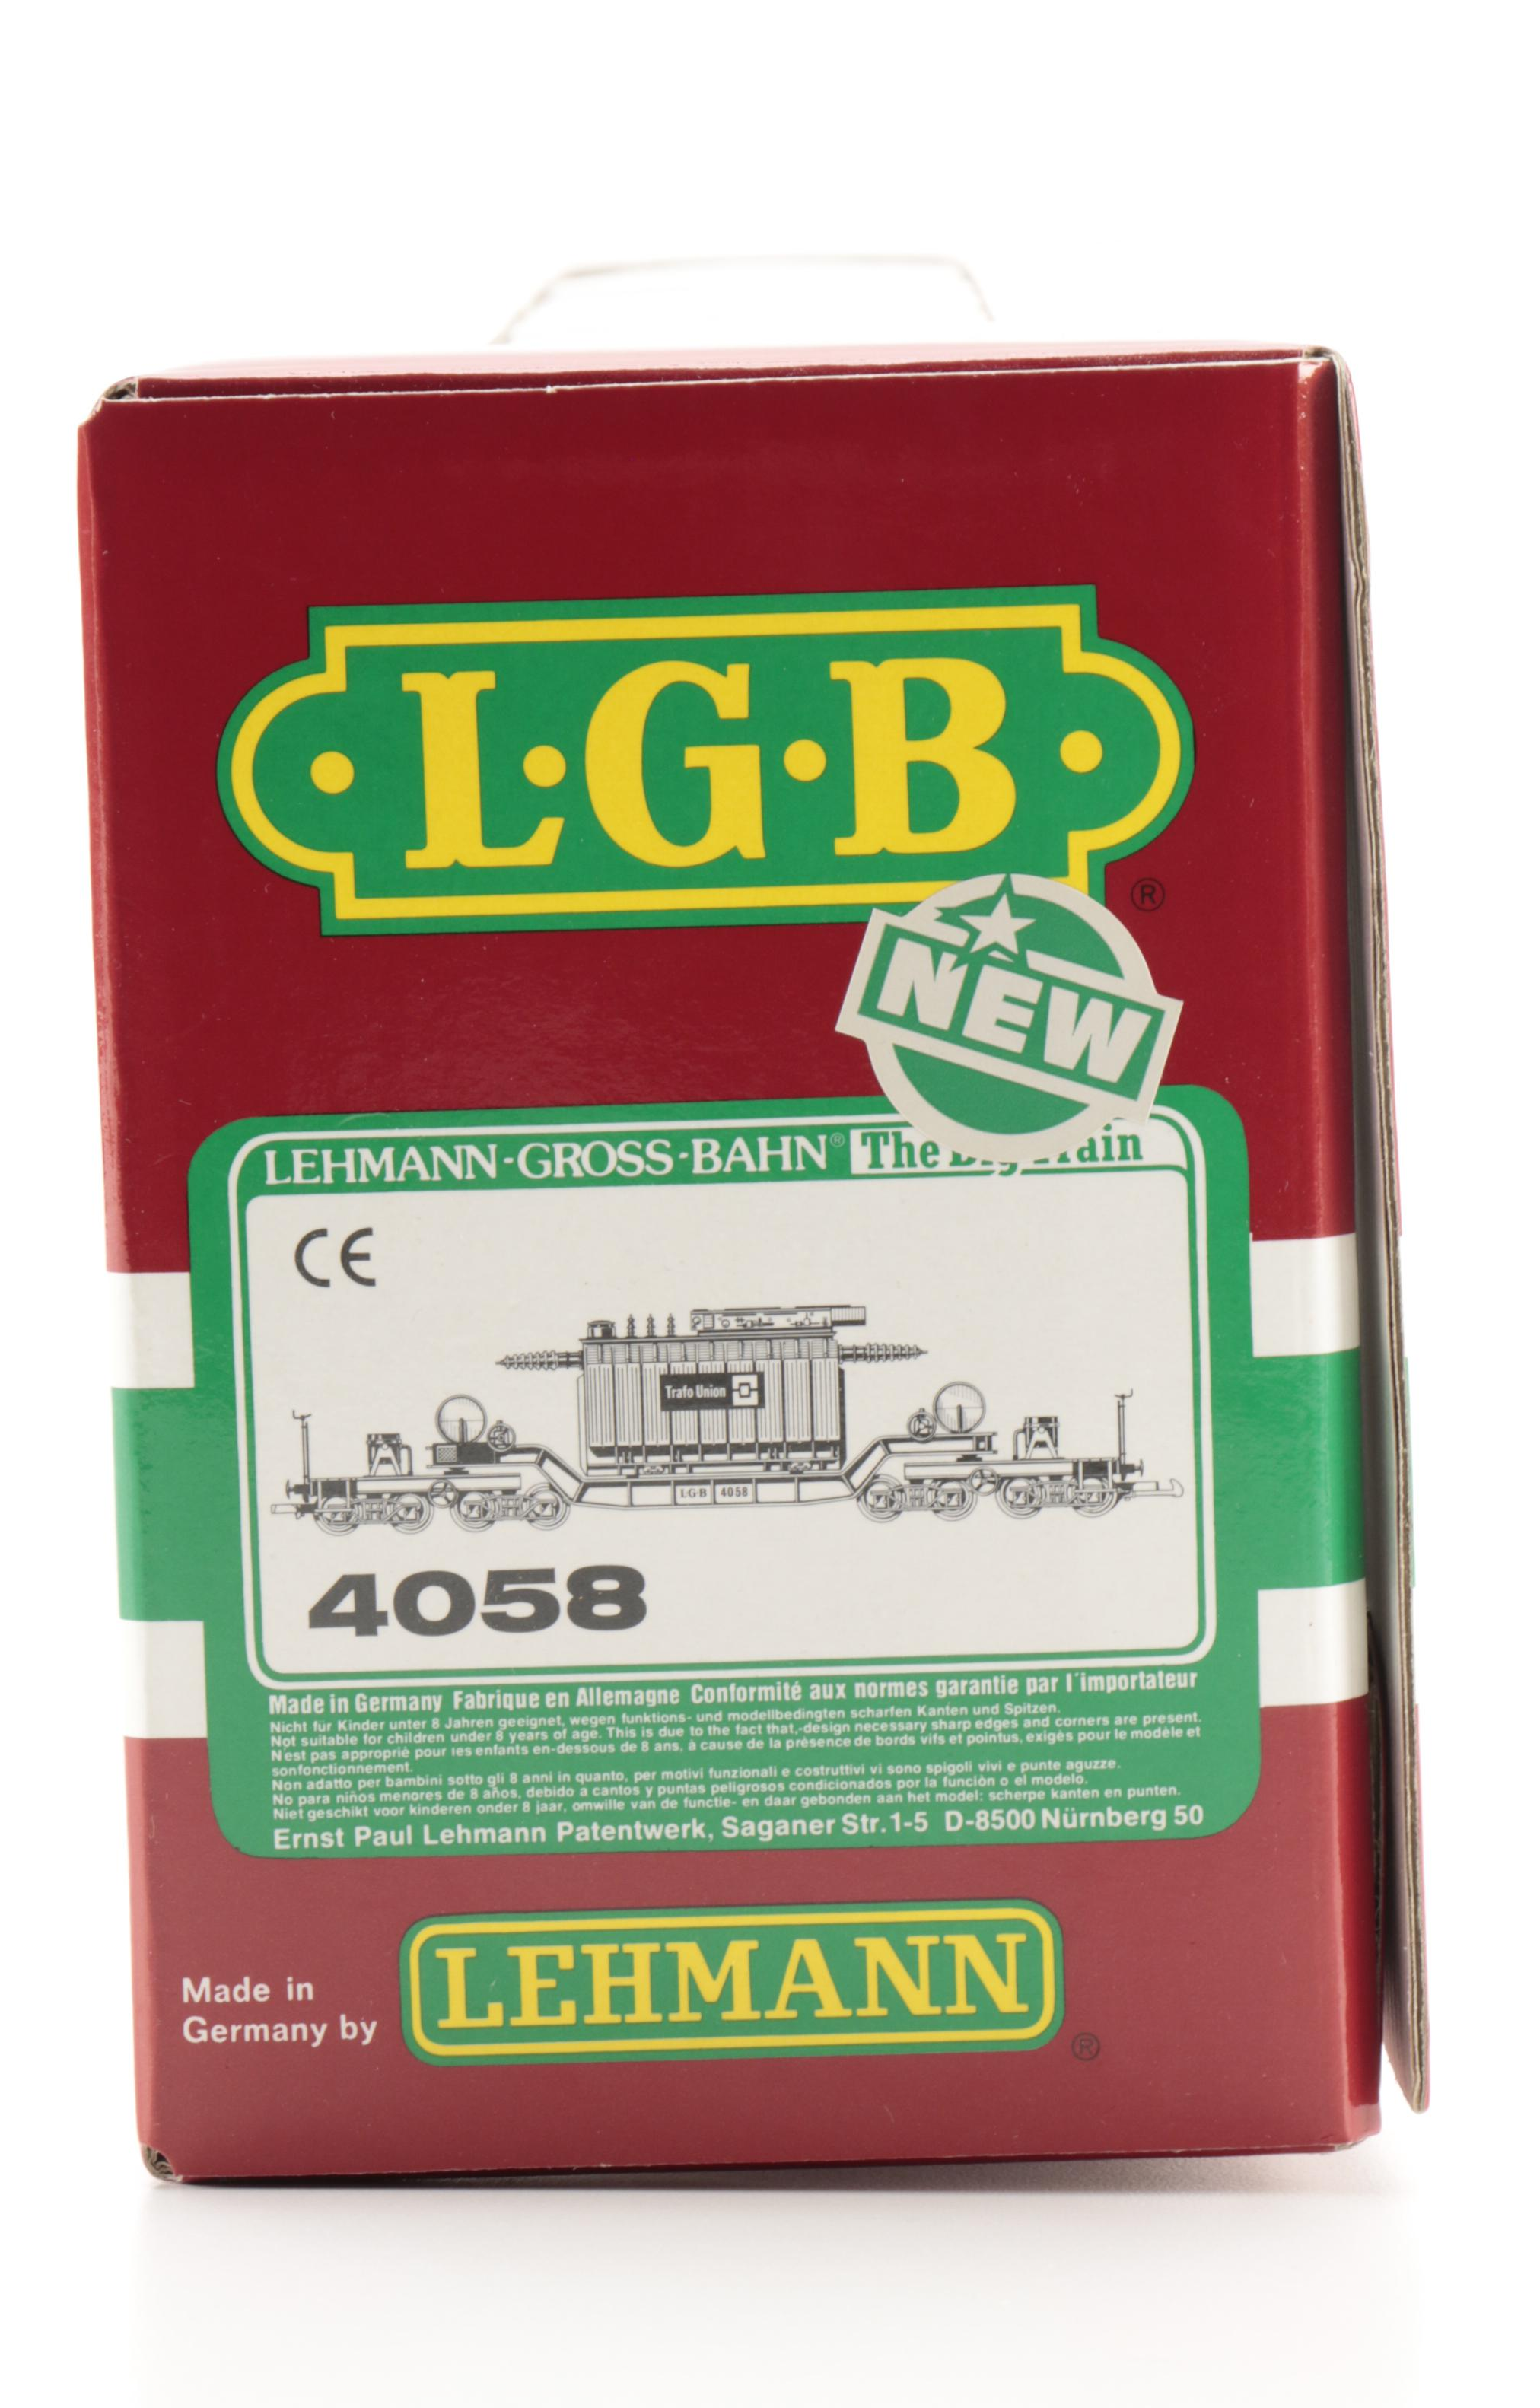 L·G·B
®
NEW
LEHMANN-GROSS-BAHN® The Train
CE
Trafo Union
L·G·B 4058
4058
Made in Germany Fabrique en Allemagne Conformité aux normes garantie par l'importateur
Nicht für Kinder unter 8 Jahren geeignet, wegen funktions- und modellbedingten scharfen Kanten und Spitzen.
Not suitable for children under 8 years of age. This is due to the fact that,-design necessary sharp edges and corners are present.
N'est pas approprié pour les enfants en-dessous de 8 ans, à cause de la présence de bords vifs et pointus, exigés pour le modèle et
sonfonctionnement.
Non adatto per bambini sotto gli 8 anni in quanto, per motivi funzionali e costruttivi vi sono spigoli vivi e punte aguzze.
No para niños menores de 8 años, debido a cantos y puntas peligrosos condicionados por la funciòn o el modelo.
Niet geschikt voor kinderen onder 8 jaar, omwille van de functie- en daar gebonden aan het model: scherpe kanten en punten.
Ernst Paul Lehmann Patentwerk, Saganer Str. 1-5 D-8500 Nürnberg 50
Made in
Germany by
LEHMANN
®